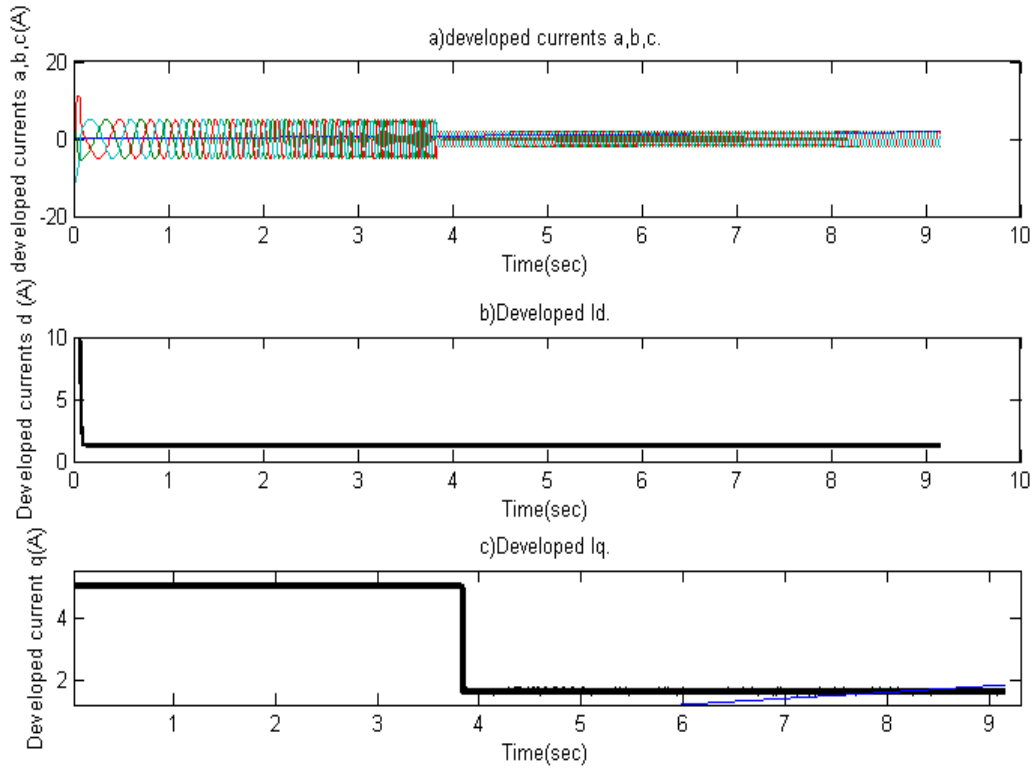 a)developed currents a,b,c.
developed currents a,b,c(A)
20
0
-20
0 1 2 3 4 5 6 7 8 9 10
Time(sec)
b)Developed Id.
Developed currents d (A)
10
5
0
0 1 2 3 4 5 6 7 8 9 10
Time(sec)
c)Developed Iq.
Developed current q(A)
4
2
1 2 3 4 5 6 7 8 9
Time(sec)